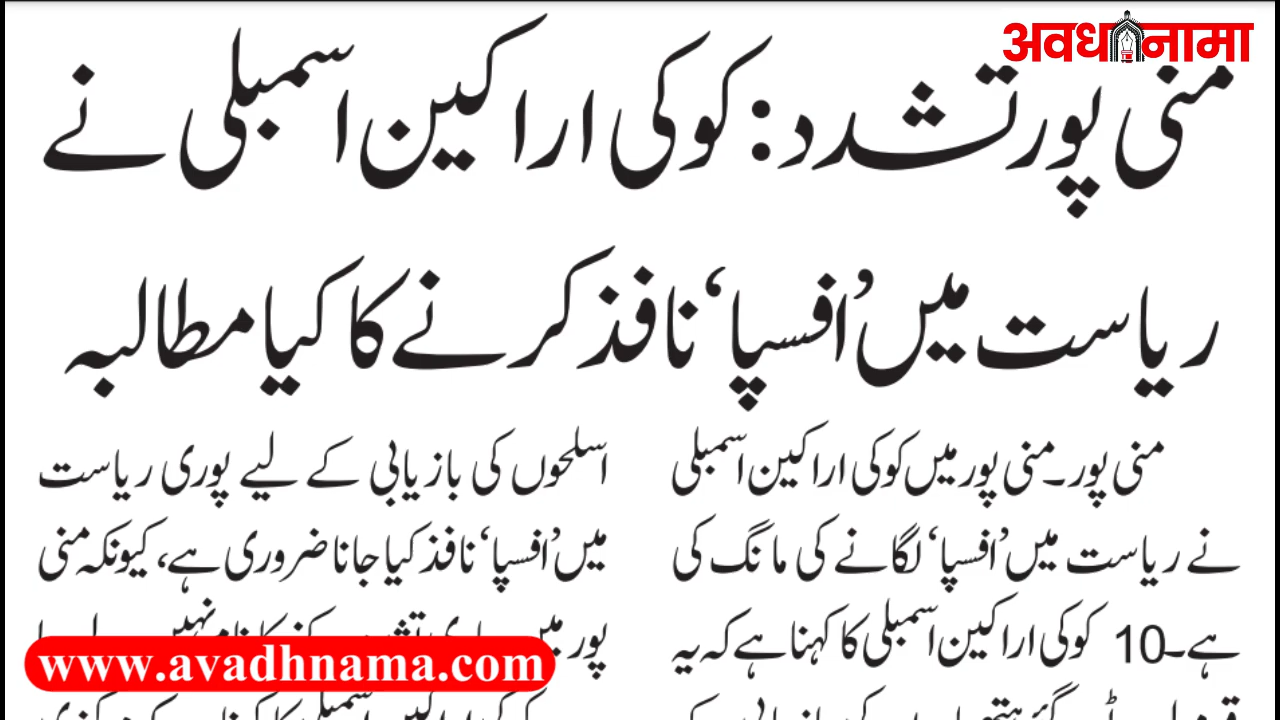 अवधनामा
منی پور تشدد: کوکی اراکین اسمبلی نے
ریاست میں ’افسپا‘ نافذ کرنے کا کیا مطالبہ
منی پور۔منی پور میں کوکی اراکین اسمبلی
نے ریاست میں ’افسپا‘ لگانے کی مانگ کی
ہے۔10 کوکی اراکین اسمبلی کا کہنا ہے کہ یہ
اسلحوں کی بازیابی کے لیے پوری ریاست
میں ’افسپا‘ نافذ کیا جانا ضروری ہے، کیونکہ منی
پور میں
www.avadhnama.com